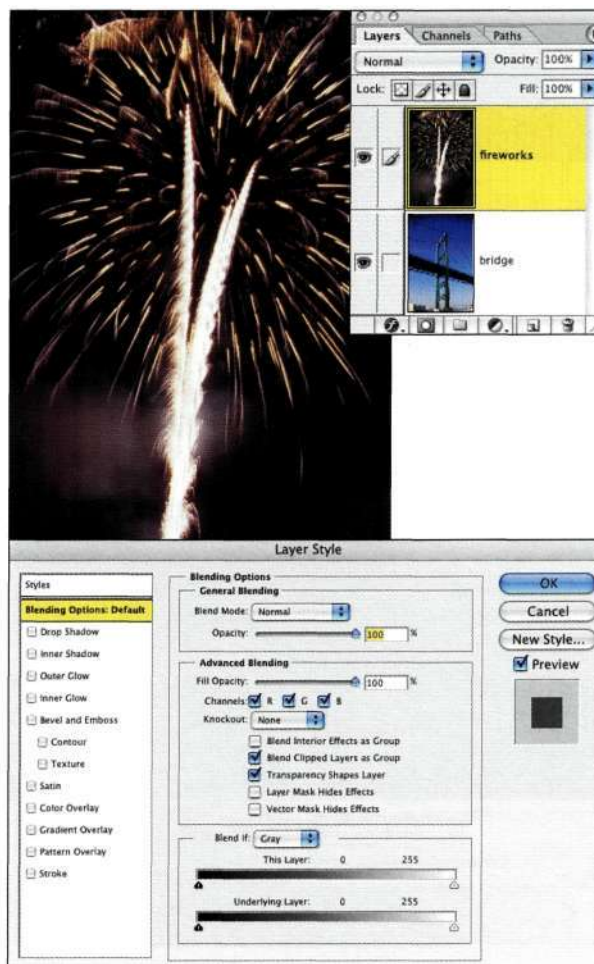 Layers Channels Paths
Normal Opacity: 100%
Lock: Fill: 100%
fireworks
bridge
Layer Style
Styles
Blending Options: Default
Drop Shadow
Inner Shadow
Outer Glow
Inner Glow
Bevel and Emboss
Contour
Texture
Satin
Color Overlay
Gradient Overlay
Pattern Overlay
Stroke
Blending Options
General Blending
Blend Mode: Normal
Opacity: 100 %
Advanced Blending
Fill Opacity: 100 %
Channels: R G B
Knockout: None
Blend Interior Effects as Group
Blend Clipped Layers as Group
Transparency Shapes Layer
Layer Mask Hides Effects
Vector Mask Hides Effects
Blend If: Gray
This Layer: 0 255
Underlying Layer: 0 255
OK
Cancel
New Style...
Preview